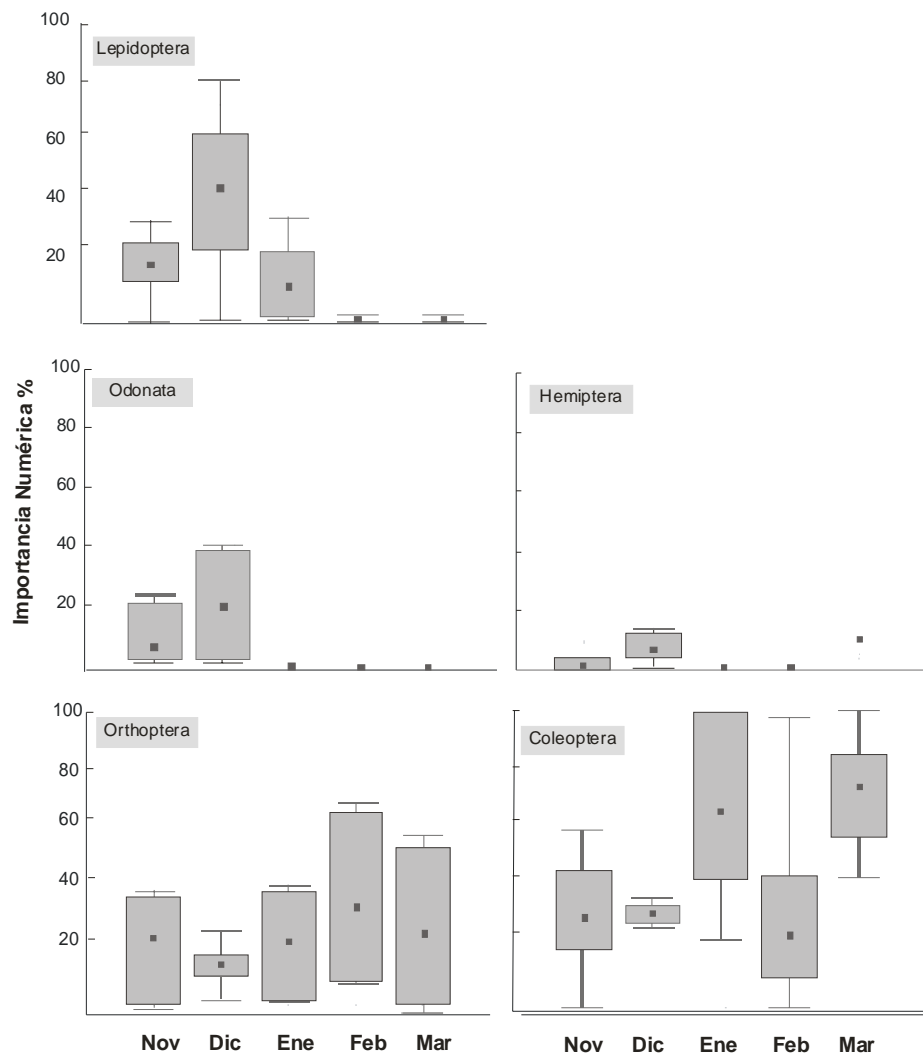 100
Lepidoptera
80
60
40
20
Importancia Numérica %
100
Odonata
80
60
40
20
Hemiptera
100
Orthoptera
80
60
40
20
Coleoptera
Nov Dic Ene Feb Mar
Nov Dic Ene Feb Mar